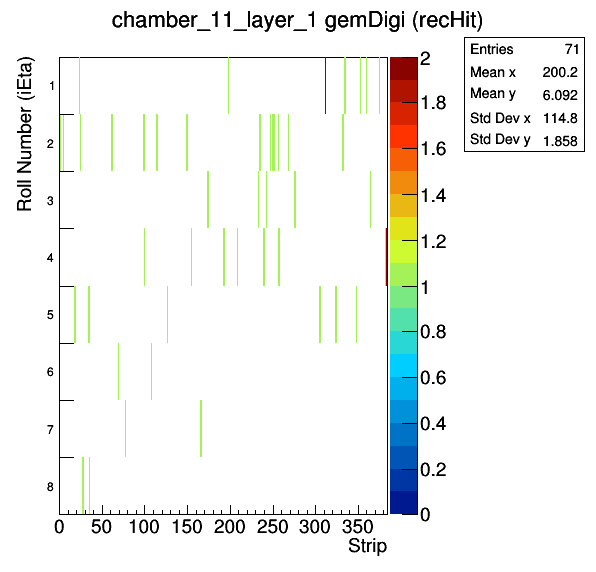 chamber_11_layer_1 gemDigi (recHit)
Entries 71
Mean x 200.2
Mean y 6.092
Std Dev x 114.8
Std Dev y 1.858
Roll Number (iEta)
1
2
3
4
5
6
7
8
0 50 100 150 200 250 300 350
Strip
2
1.8
1.6
1.4
1.2
1
0.8
0.6
0.4
0.2
0